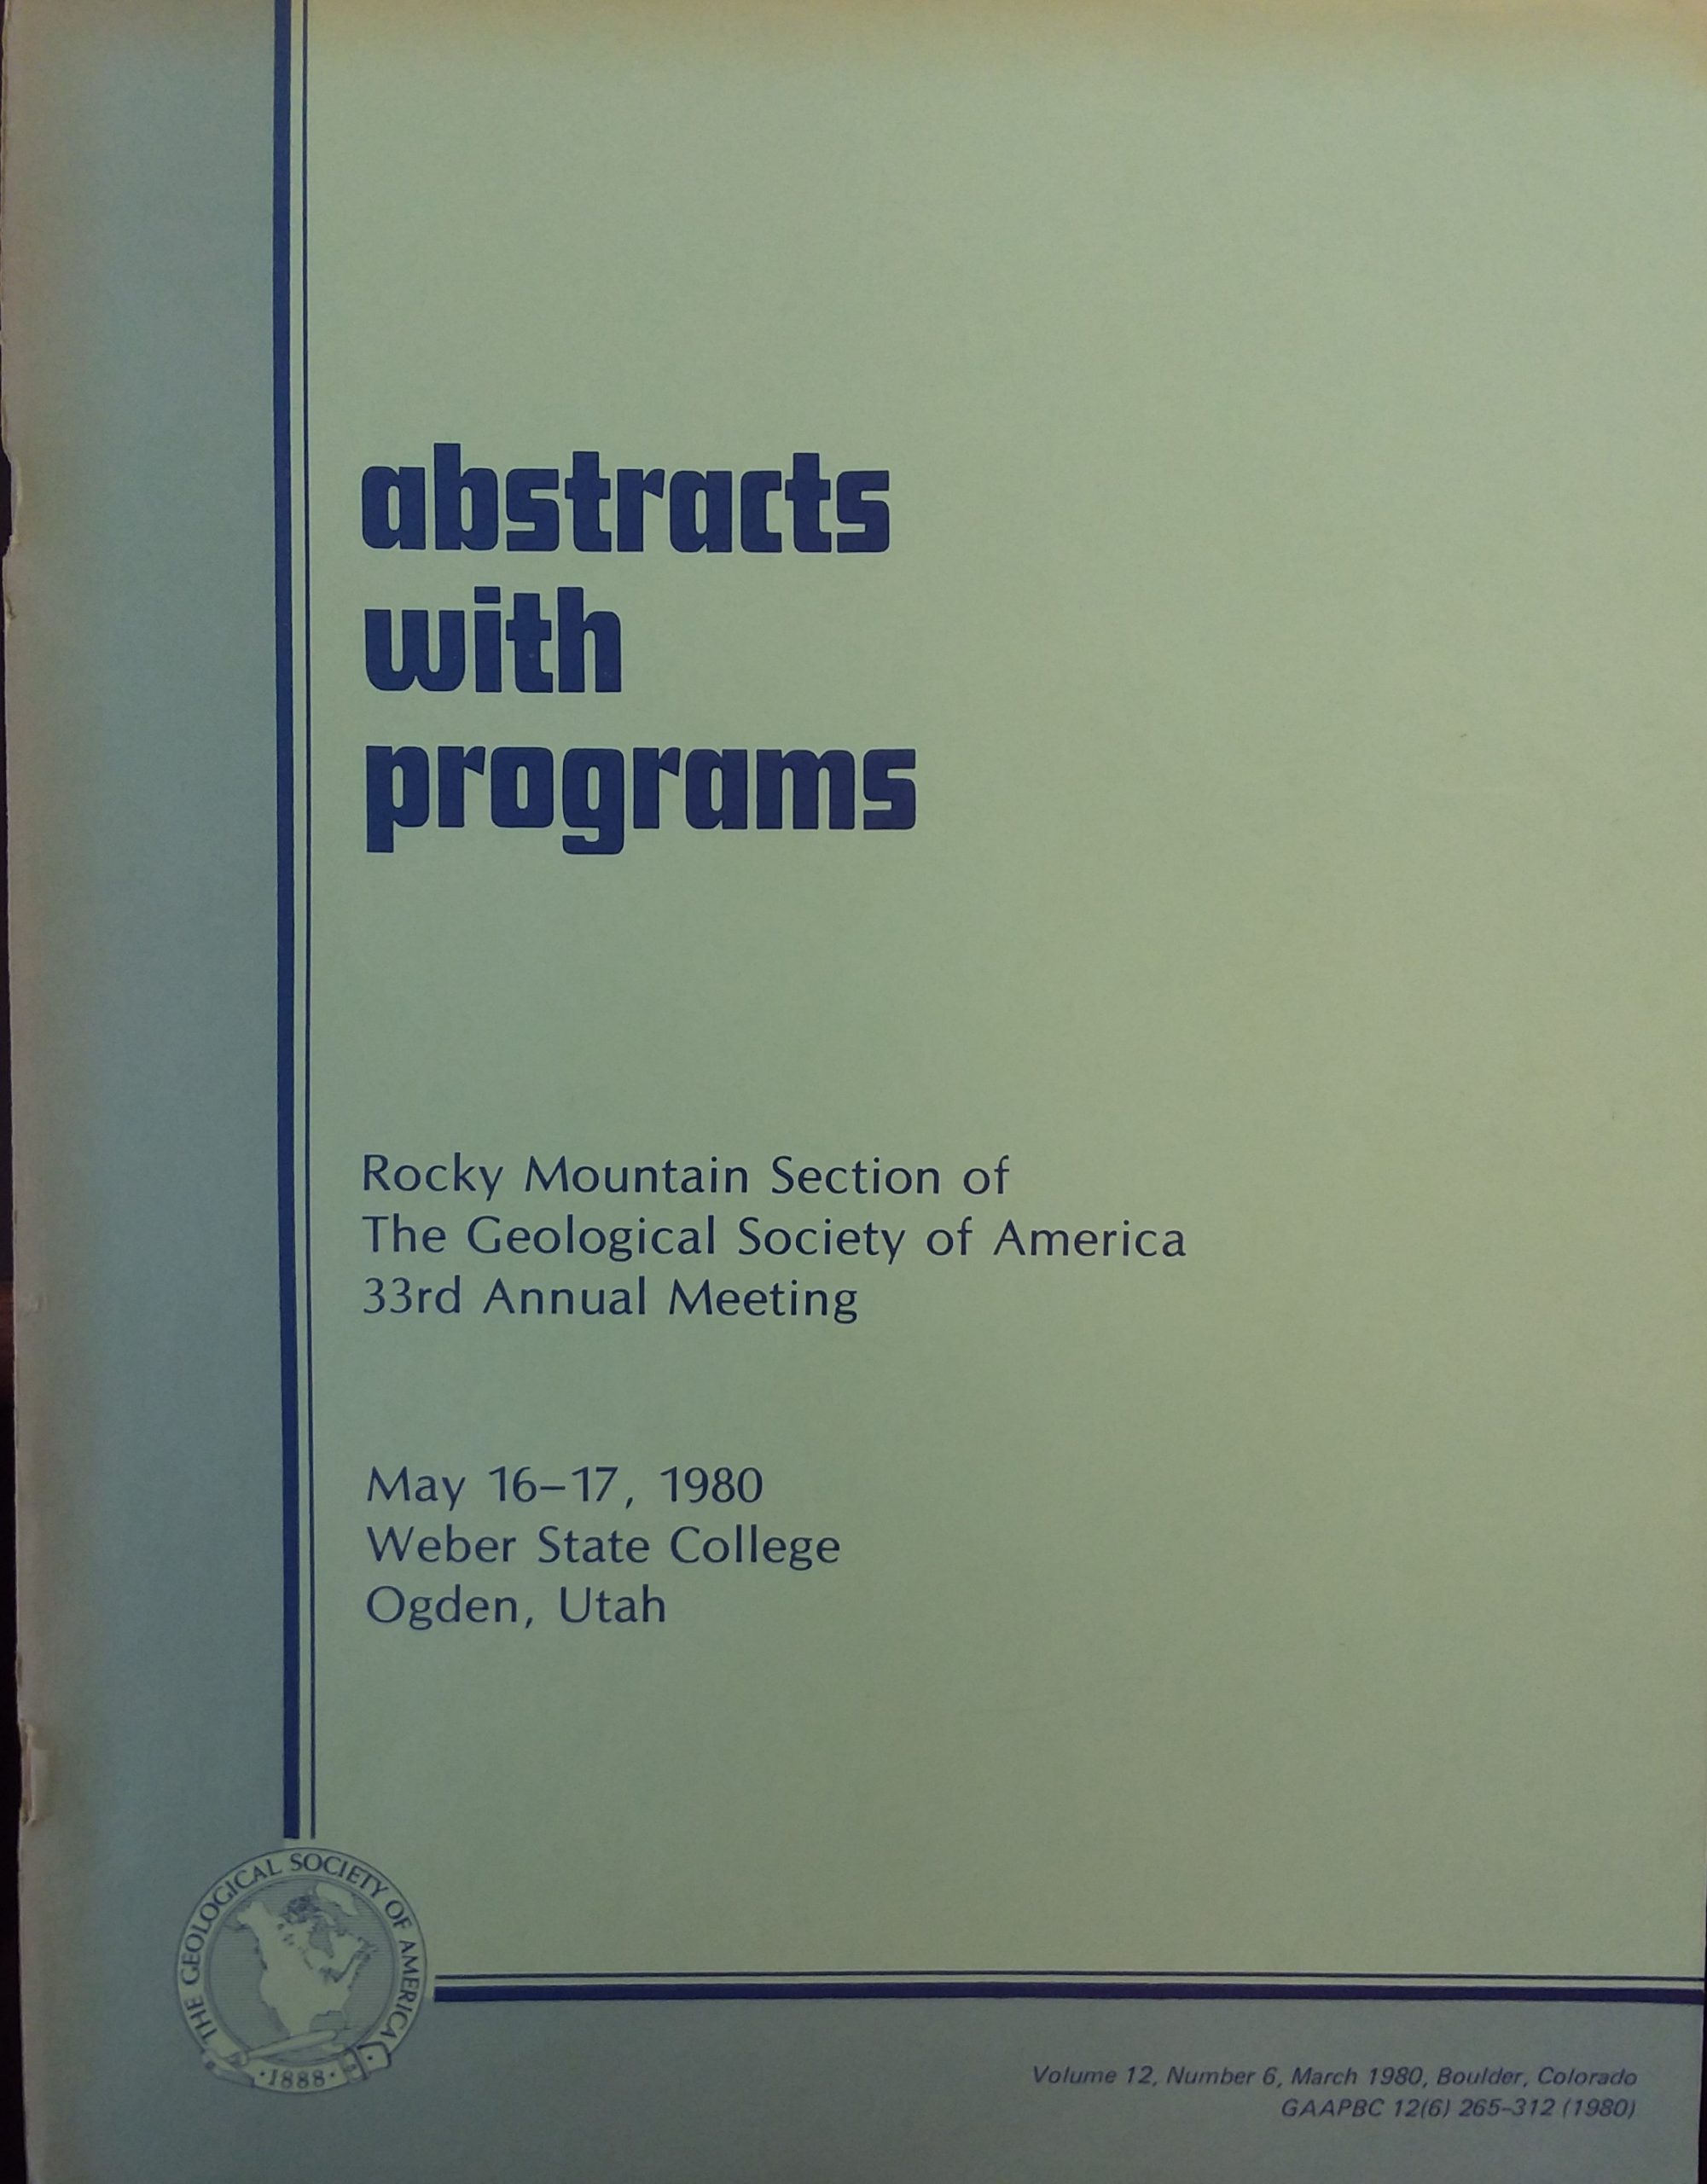 abstracts
with
programs
Rocky Mountain Section of
The Geological Society of America
33rd Annual Meeting
May 16–17, 1980
Weber State College
Ogden, Utah
THE GEOLOGICAL SOCIETY OF AMERICA
·1888·
Volume 12, Number 6, March 1980, Boulder, Colorado
GAAPBC 12(6) 265–312 (1980)